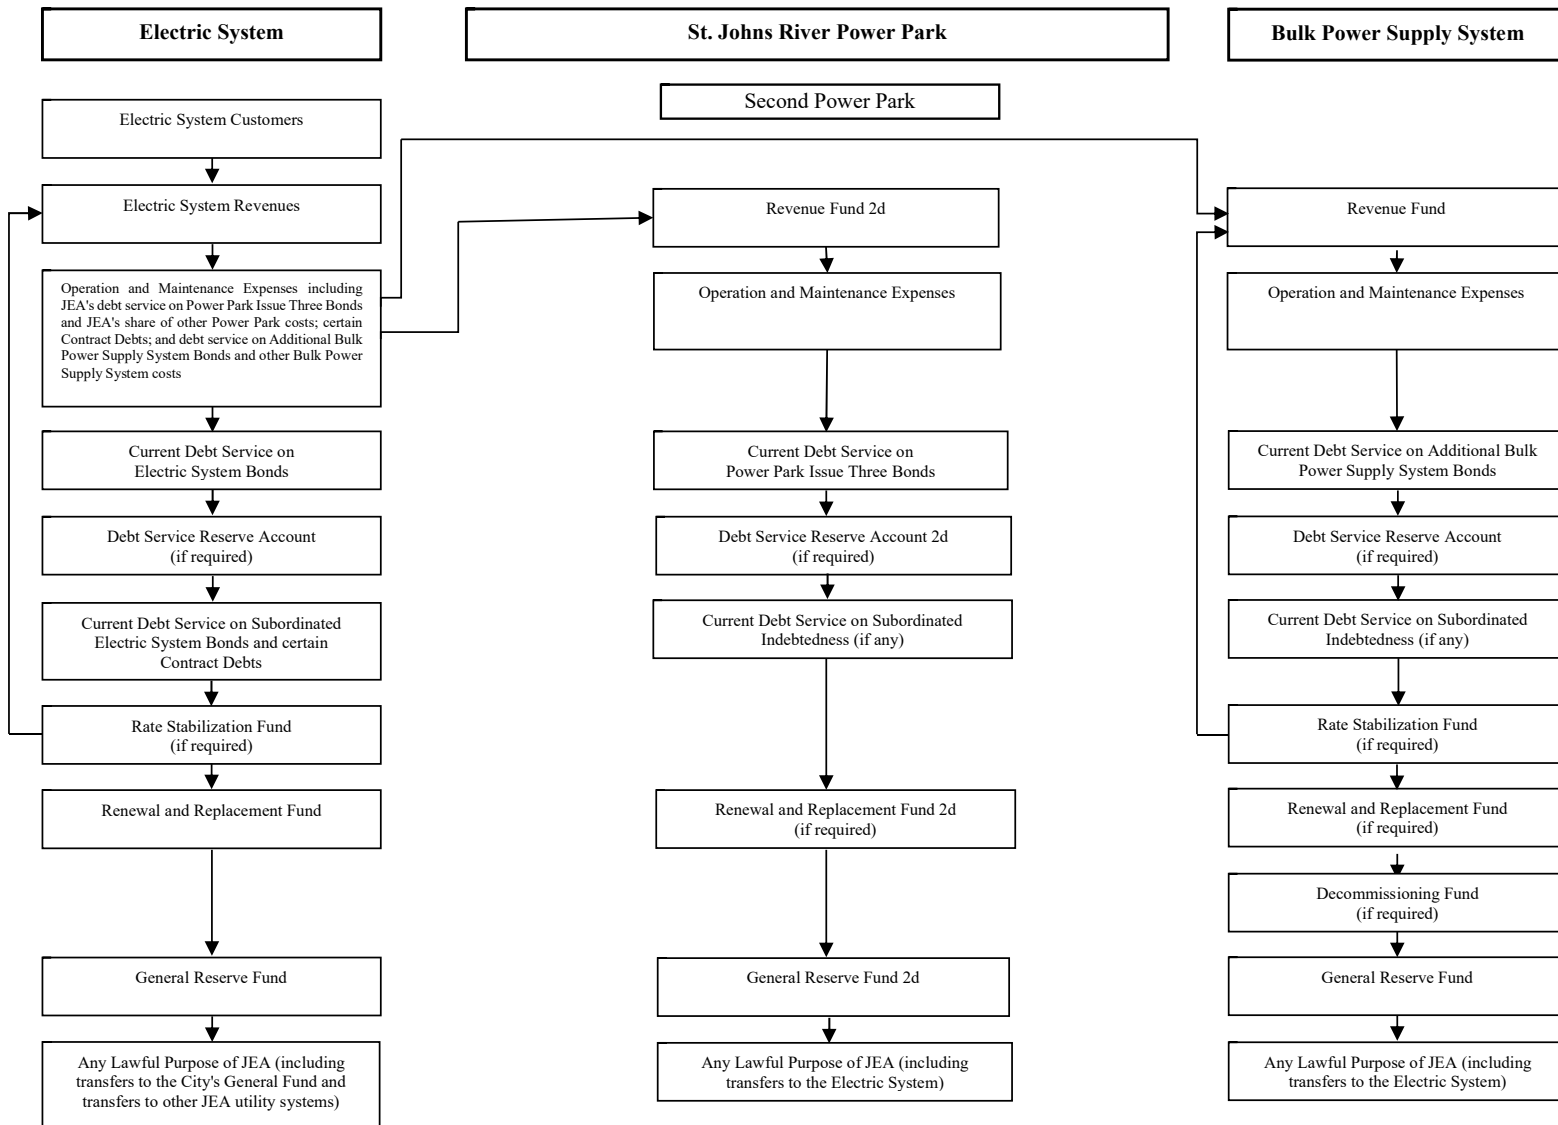 Electric System
St. Johns River Power Park
Bulk Power Supply System
Second Power Park
Electric System Customers
Electric System Revenues
Operation and Maintenance Expenses including
JEA's debt service on Power Park Issue Three Bonds
and JEA's share of other Power Park costs; certain
Contract Debts; and debt service on Additional Bulk
Power Supply System Bonds and other Bulk Power
Supply System costs
Current Debt Service on
Electric System Bonds
Debt Service Reserve Account
(if required)
Current Debt Service on Subordinated
Electric System Bonds and certain
Contract Debts
Rate Stabilization Fund
(if required)
Renewal and Replacement Fund
General Reserve Fund
Any Lawful Purpose of JEA (including
transfers to the City's General Fund and
transfers to other JEA utility systems)
Revenue Fund 2d
Operation and Maintenance Expenses
Current Debt Service on
Power Park Issue Three Bonds
Debt Service Reserve Account 2d
(if required)
Current Debt Service on Subordinated
Indebtedness (if any)
Renewal and Replacement Fund 2d
(if required)
General Reserve Fund 2d
Any Lawful Purpose of JEA (including
transfers to the Electric System)
Revenue Fund
Operation and Maintenance Expenses
Current Debt Service on Additional Bulk
Power Supply System Bonds
Debt Service Reserve Account
(if required)
Current Debt Service on Subordinated
Indebtedness (if any)
Rate Stabilization Fund
(if required)
Renewal and Replacement Fund
(if required)
Decommissioning Fund
(if required)
General Reserve Fund
Any Lawful Purpose of JEA (including
transfers to the Electric System)